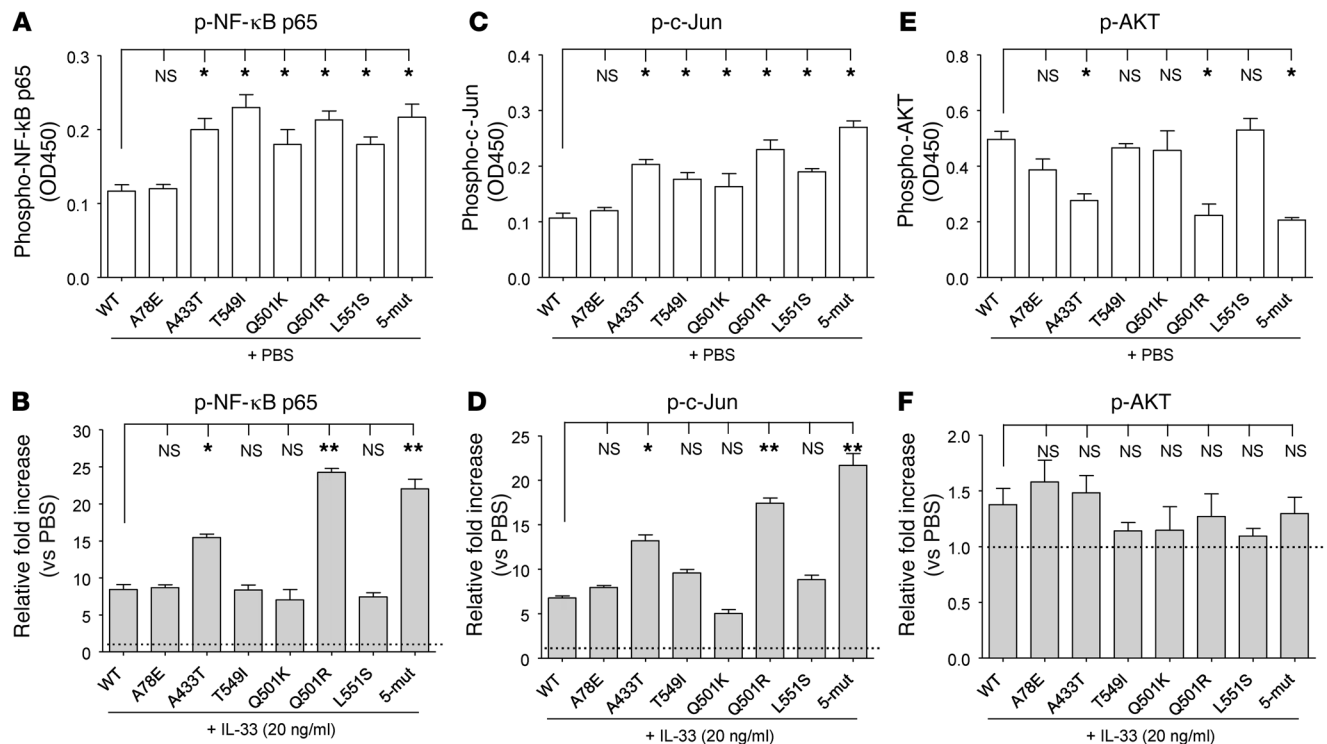 A
p-NF-κB p65
Phospho-NF-kB p65
(OD450)
0.3
0.2
0.1
0.0
NS * * * * * *
WT A78E A433T T549I Q501K Q501R L551S 5-mut
+ PBS
C
p-c-Jun
Phospho-c-Jun
(OD450)
0.4
0.3
0.2
0.1
0.0
NS * * * * * *
WT A78E A433T T549I Q501K Q501R L551S 5-mut
+ PBS
E
p-AKT
Phospho-AKT
(OD450)
0.8
0.6
0.4
0.2
0.0
NS * NS NS * NS *
WT A78E A433T T549I Q501K Q501R L551S 5-mut
+ PBS
B
p-NF-κB p65
Relative fold increase
(vs PBS)
30
25
20
15
10
5
0
NS * NS NS ** NS **
WT A78E A433T T549I Q501K Q501R L551S 5-mut
+ IL-33 (20 ng/ml)
D
p-c-Jun
Relative fold increase
(vs PBS)
25
20
15
10
5
0
NS * NS NS ** NS **
WT A78E A433T T549I Q501K Q501R L551S 5-mut
+ IL-33 (20 ng/ml)
F
p-AKT
Relative fold increase
(vs PBS)
2.0
1.5
1.0
0.5
0.0
NS NS NS NS NS NS NS
WT A78E A433T T549I Q501K Q501R L551S 5-mut
+ IL-33 (20 ng/ml)